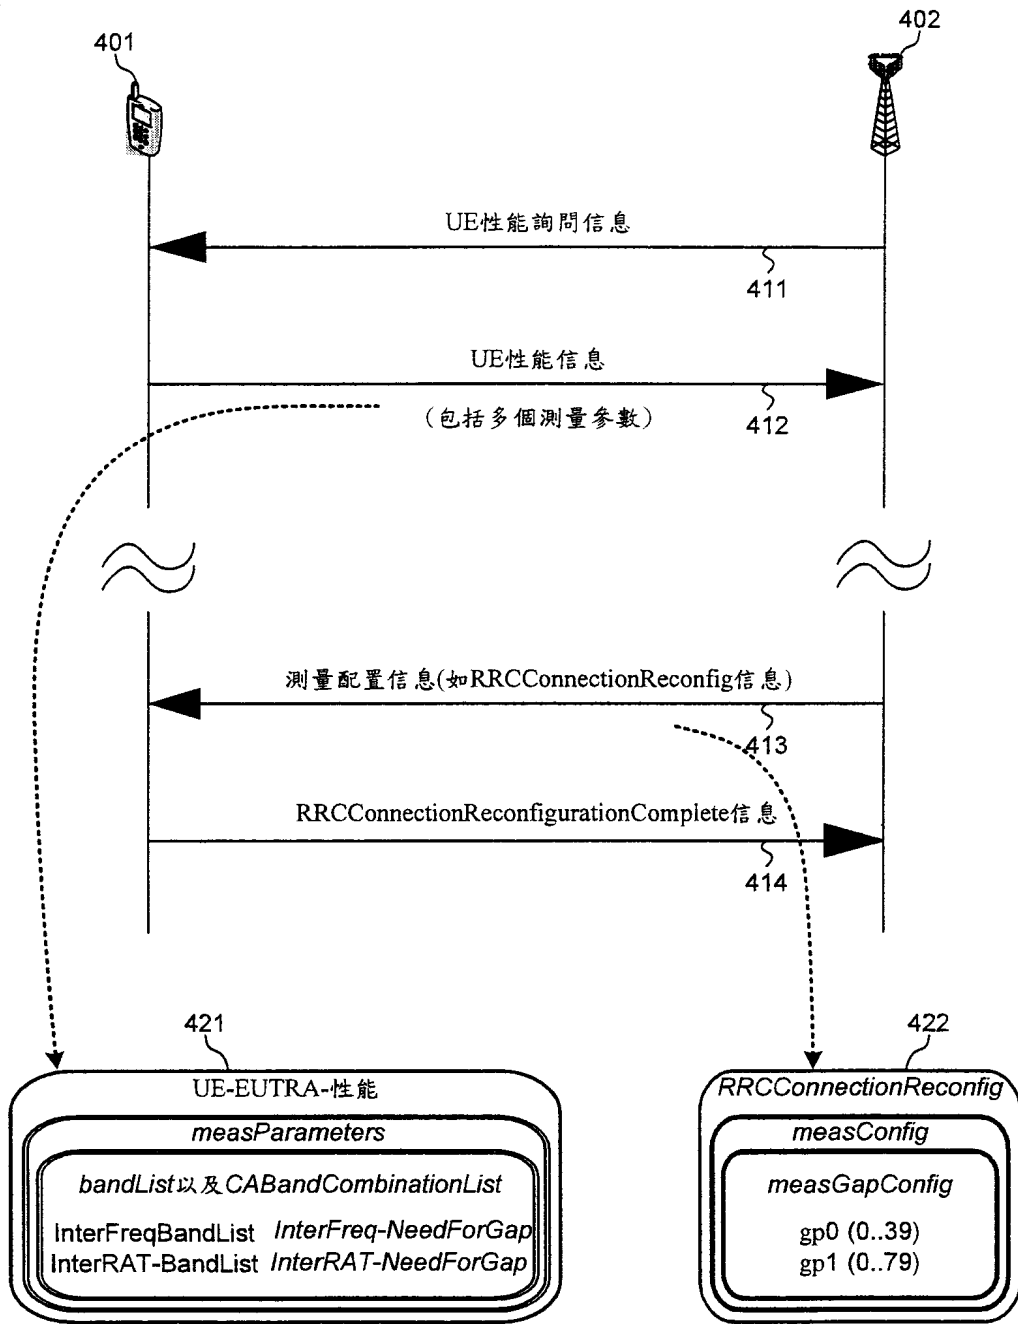 401
402
UE性能詢問信息
411
UE性能信息
(包括多個測量參數)
412
測量配置信息(如RRCConnectionReconfig信息)
413
RRCConnectionReconfigurationComplete信息
414
421
422
UE-EUTRA-性能
measParameters
bandList以及CABandCombinationList
InterFreqBandList InterFreq-NeedForGap
InterRAT-BandList InterRAT-NeedForGap
RRCConnectionReconfig
measConfig
measGapConfig
gp0 (0..39)
gp1 (0..79)